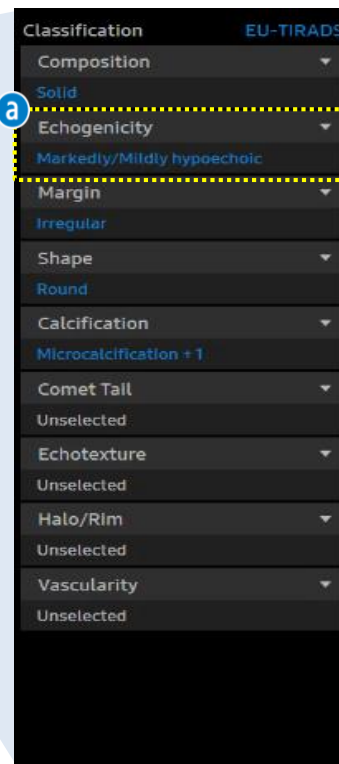 Classification EU-TIRADS
Composition
Solid
a
Echogenicity
Markedly/Mildly hypoechoic
Margin
Irregular
Shape
Round
Calcification
Microcalcification +1
Comet Tail
Unselected
Echotexture
Unselected
Halo/Rim
Unselected
Vascularity
Unselected